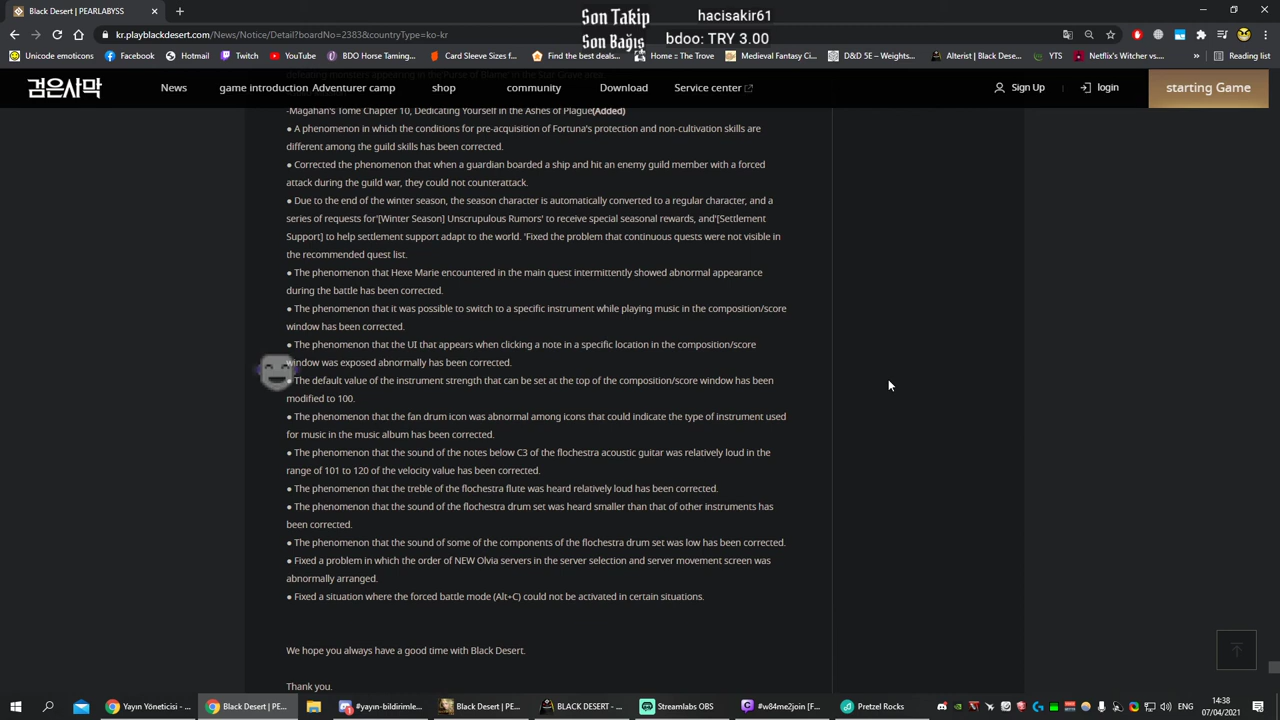 Black Desert | PEARLABYSS
Son Takip
hacisakir61
Son Bağış
bdoo: TRY 3.00
kr.playblackdesert.com/News/Notice/Detail?boardNo=2383&countryType=ko-kr
Unicode emoticons
Facebook
Twitch
YouTube
BDO
Card Sleeve Sizes f...
Find the best deals...
Home :: The Trove
Medieval Fantasy Ci...
D&D 5E – Weights...
Alterist | Black Des...
YTS
Netflix's Witcher vs...
Reading list
defeating monsters appearing in the Purse of Blame' in the Star Grave area.
검은사막
News
game introduction
Adventurer camp
shop
community
Download
Service center
Sign Up
login
starting Game
-Magahan's Tome Chapter 10, Dedicating Yourself in the Ashes of Plague(Added)
● A phenomenon in which the conditions for pre-acquisition of Fortuna's protection and non-cultivation skills are
different among the guild skills has been corrected.
● Corrected the phenomenon that when a guardian boarded a ship and hit an enemy guild member with a forced
attack during the guild war, they could not counterattack.
● Due to the end of the winter season, the season character is automatically converted to a regular character, and a
series of requests for'[Winter Season] Unscrupulous Rumors' to receive special seasonal rewards, and'[Settlement
Support] to help settlement support adapt to the world. 'Fixed the problem that continuous quests were not visible in
the recommended quest list.
● The phenomenon that Hexe Marie encountered in the main quest intermittently showed abnormal appearance
during the battle has been corrected.
● The phenomenon that it was possible to switch to a specific instrument while playing music in the composition/score
window has been corrected.
● The phenomenon that the UI that appears when clicking a note in a specific location in the composition/score
window was exposed abnormally has been corrected.
● The default value of the instrument strength that can be set at the top of the composition/score window has been
modified to 100.
● The phenomenon that the fan drum icon was abnormal among icons that could indicate the type of instrument used
for music in the music album has been corrected.
● The phenomenon that the sound of the notes below C3 of the flochestra acoustic guitar was relatively loud in the
range of 101 to 120 of the velocity value has been corrected.
● The phenomenon that the treble of the flochestra flute was heard relatively loud has been corrected.
● The phenomenon that the sound of the flochestra drum set was heard smaller than that of other instruments has
been corrected.
● The phenomenon that the sound of some of the components of the flochestra drum set was low has been corrected.
● Fixed a problem in which the order of NEW Olvia servers in the server selection and server movement screen was
abnormally arranged.
● Fixed a situation where the forced battle mode (Alt+C) could not be activated in certain situations.
We hope you always have a good time with Black Desert.
Thank you.
Yayın Yöneticisi - ...
Black Desert | PE...
#yayın-bildirimle...
Black Desert | PE...
BLACK DESERT - ...
Streamlabs OBS
#w84me2join [F...
Pretzel Rocks
14:38
07/04/2021